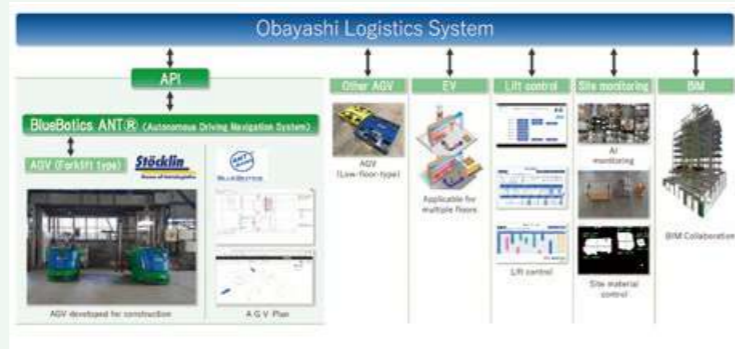 Obayashi Logistics System
API
BlueBotics ANT® (Autonomous Driving Navigation System)
AGV (Forklift type)
Stöcklin
ANT
BLUEBOTICS
AGV developed for construction
A G V Plan
Other AGV
AGV
(Low-floor-type)
EV
Applicable for
multiple floors
Lift control
Lift control
Site monitoring
AI
monitoring
Site material
control
BIM
BIM Collaboration